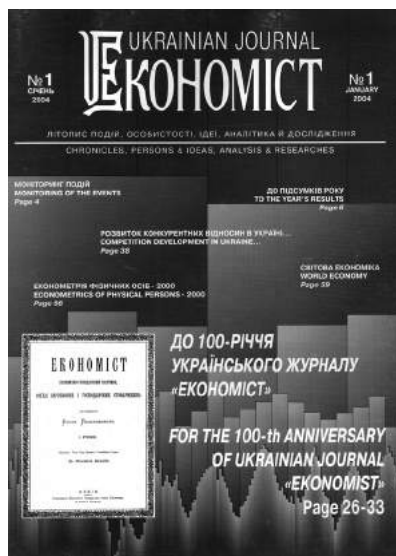 UKRAINIAN JOURNAL
ЕКОНОМІСТ
№1
СІЧЕНЬ
2004
№1
JANUARY
2004
ЛІТОПИС ПОДІЙ, ОСОБИСТОСТІ, ІДЕЇ, АНАЛІТИКА Й ДОСЛІДЖЕННЯ
CHRONICLES, PERSONS & IDEAS, ANALYSIS & RESEARCHES
МОНІТОРИНГ ПОДІЙ
MONITORING OF THE EVENTS
Page 4
ДО ПІДСУМКІВ РОКУ
TO THE YEAR'S RESULTS
Page 6
РОЗВИТОК КОНКУРЕНТНИХ ВІДНОСИН В УКРАЇНІ...
COMPETITION DEVELOPMENT IN UKRAINE...
Page 38
СВІТОВА ЕКОНОМІКА
WORLD ECONOMY
Page 59
ЕКОНОМЕТРІЯ ФІЗИЧНИХ ОСІБ - 2000
ECONOMETRICS OF PHYSICAL PERSONS - 2000
Page 66
ЕКОНОМІСТ
ДО 100-РІЧЧЯ
УКРАЇНСЬКОГО ЖУРНАЛУ
«ЕКОНОМІСТ»
FOR THE 100-th ANNIVERSARY
OF UKRAINIAN JOURNAL
«EKONOMIST»
Page 26-33